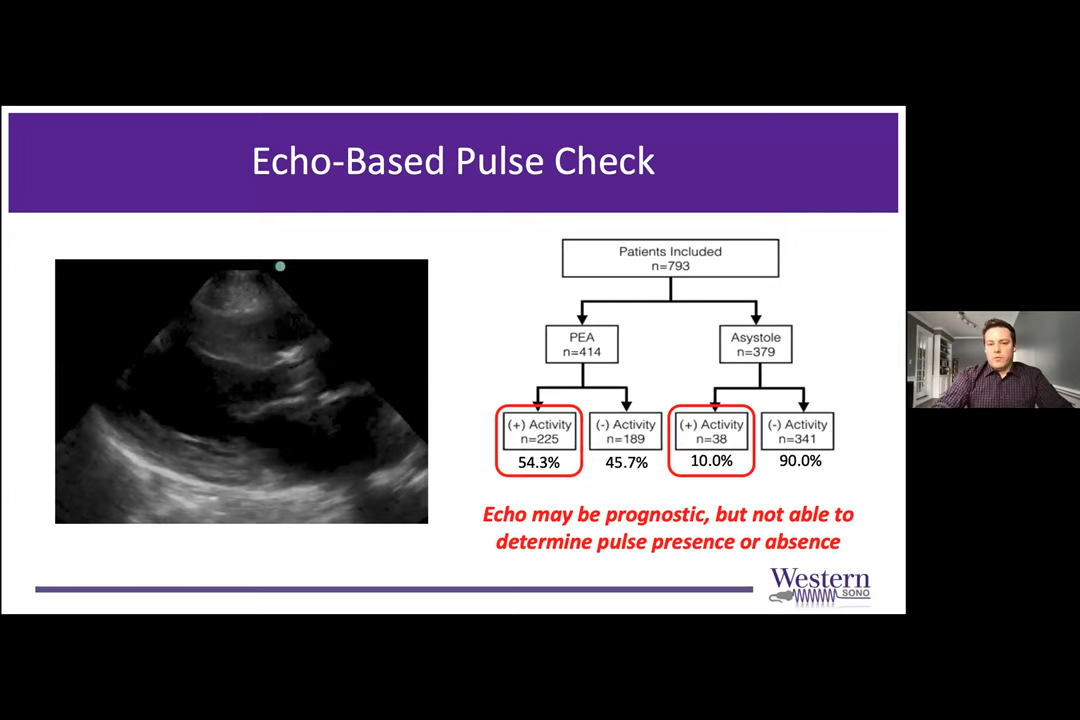 Echo-Based Pulse Check
Patients Included
n=793
PEA
n=414
Asystole
n=379
(+) Activity
n=225
(-) Activity
n=189
(+) Activity
n=38
(-) Activity
n=341
54.3%
45.7%
10.0%
90.0%
Echo may be prognostic, but not able to
determine pulse presence or absence
Western
SONO